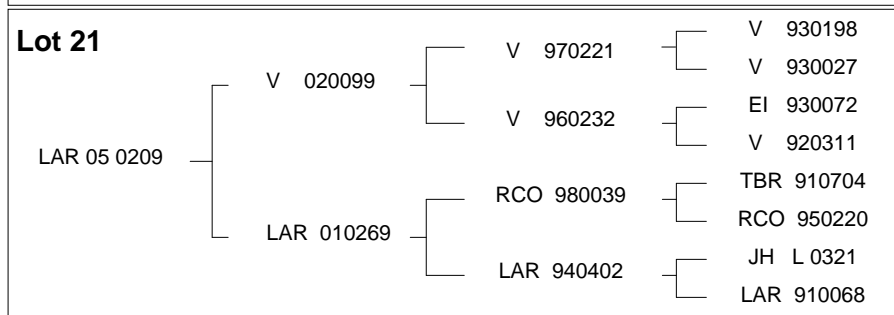 Lot 21
V 930198
V 970221
V 930027
V 020099
EI 930072
V 960232
V 920311
LAR 05 0209
TBR 910704
RCO 980039
RCO 950220
LAR 010269
JH L 0321
LAR 940402
LAR 910068